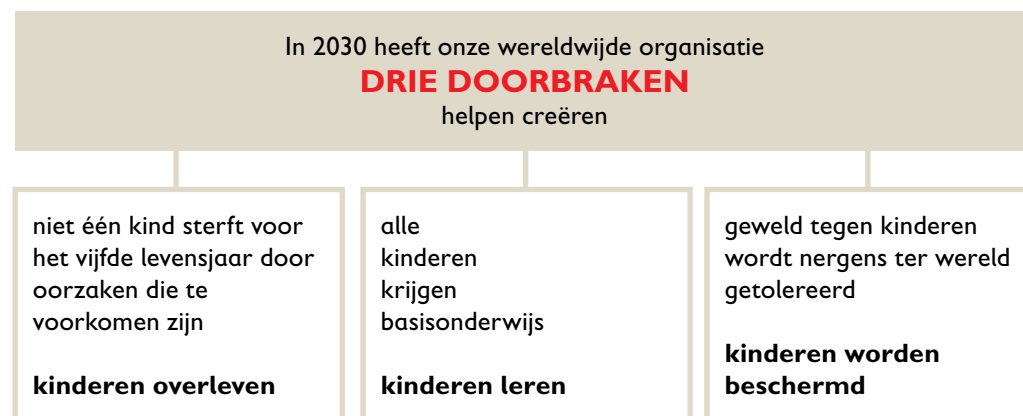 In 2030 heeft onze wereldwijde organisatie
DRIE DOORBRAKEN
helpen creëren
niet één kind sterft voor
het vijfde levensjaar door
oorzaken die te
voorkomen zijn
kinderen overleven
alle
kinderen
krijgen
basisonderwijs
kinderen leren
geweld tegen kinderen
wordt nergens ter wereld
getolereerd
kinderen worden
beschermd